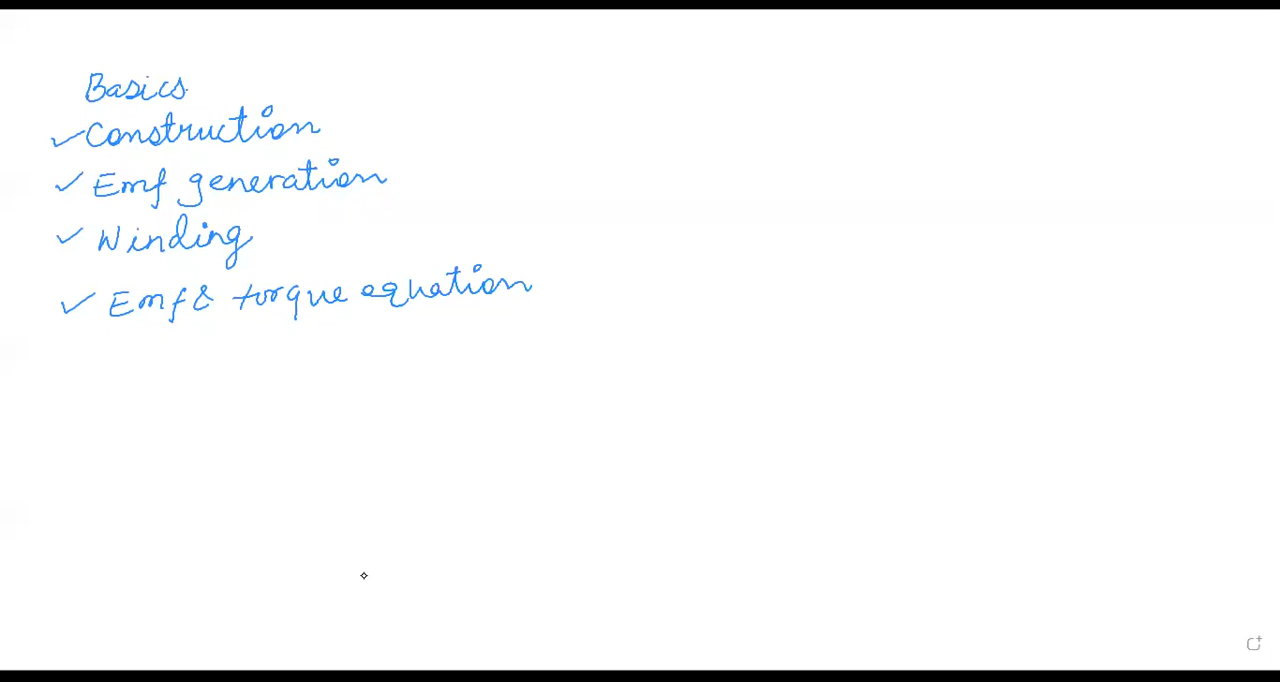 Basics
✓ Construction
✓ Emf generation
✓ Winding
✓ Emf & torque equation